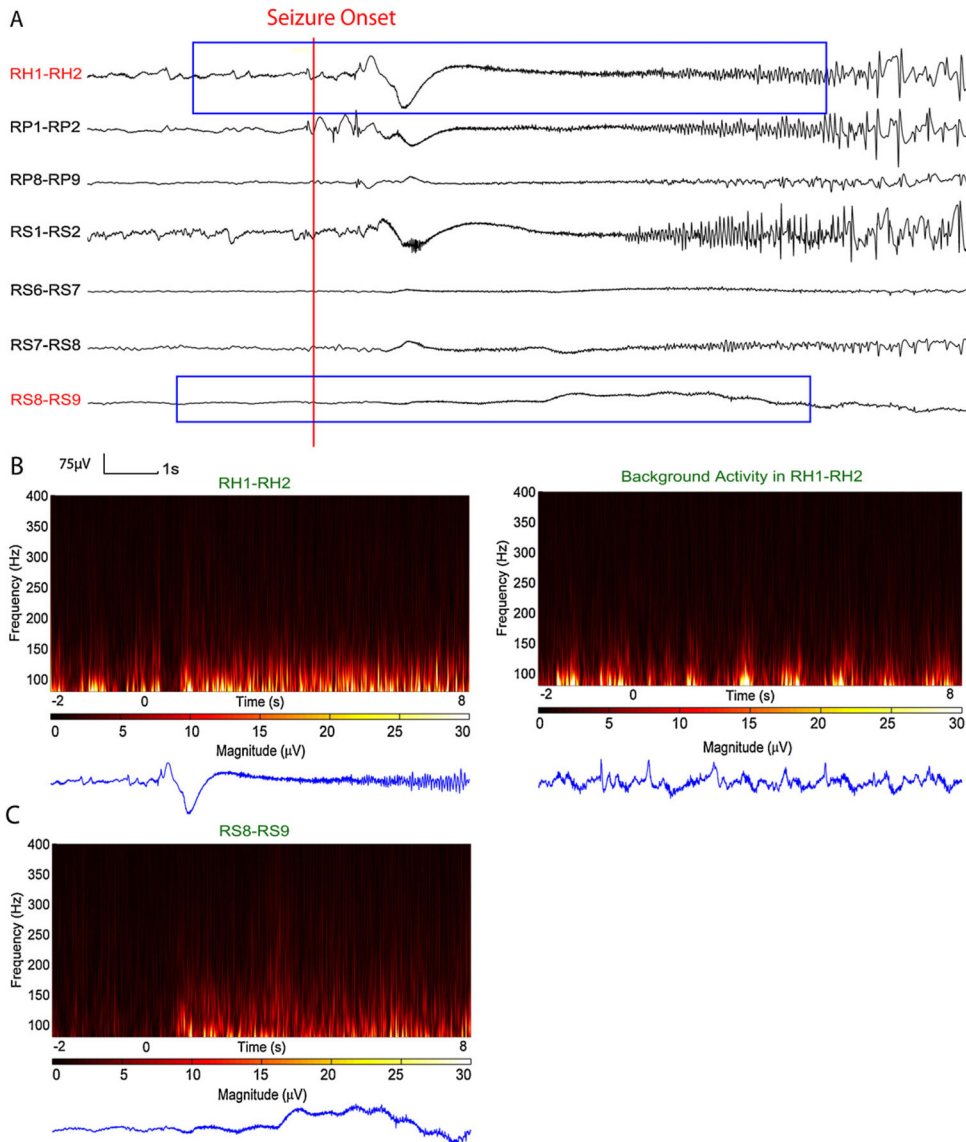 A
Seizure Onset
RH1-RH2
RP1-RP2
RP8-RP9
RS1-RS2
RS6-RS7
RS7-RS8
RS8-RS9
B
75µV
1s
RH1-RH2
400
350
300
250
200
150
100
Frequency (Hz)
-2 0 Time (s) 8
0 5 10 15 20 25 30
Magnitude (µV)
Background Activity in RH1-RH2
400
350
300
250
200
150
100
Frequency (Hz)
-2 0 Time (s) 8
0 5 10 15 20 25 30
Magnitude (µV)
C
RS8-RS9
400
350
300
250
200
150
100
Frequency (Hz)
-2 0 Time (s) 8
0 5 10 15 20 25 30
Magnitude (µV)